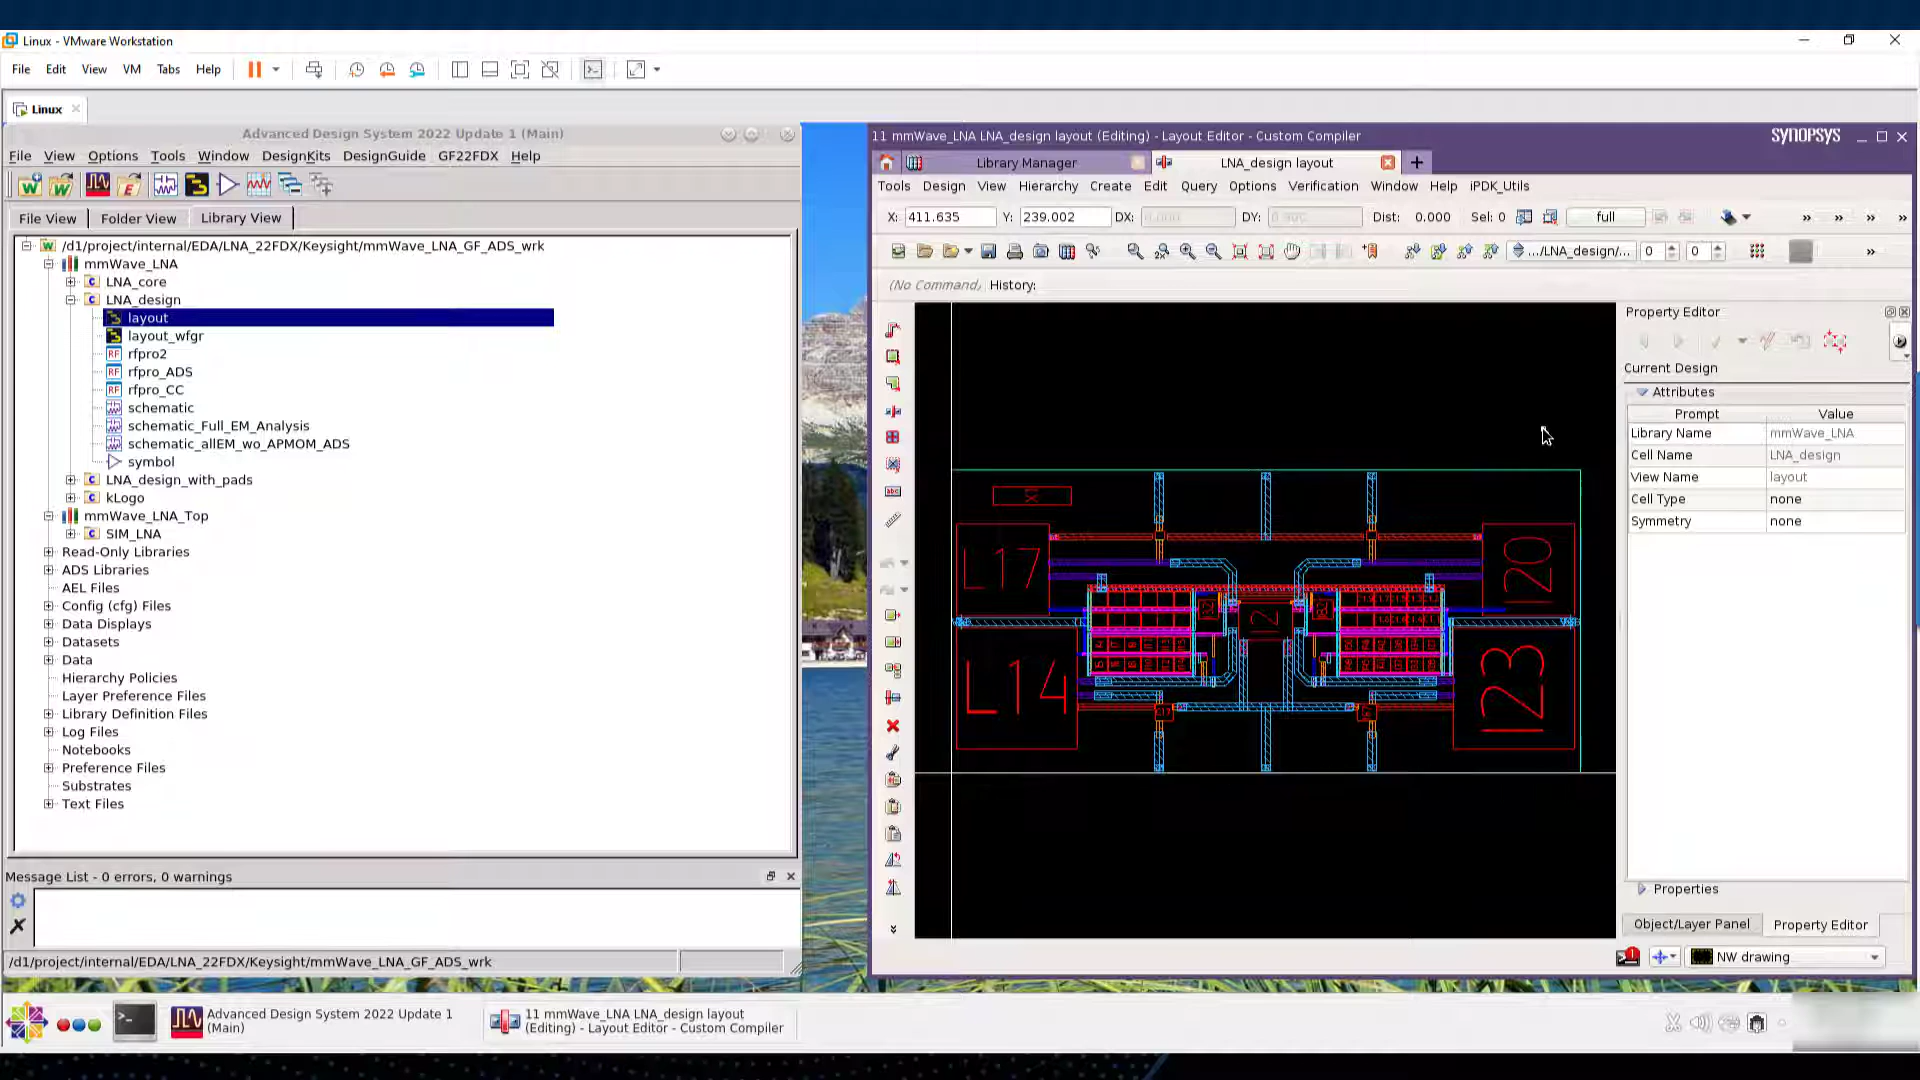 Linux - VMware Workstation
File Edit View VM Tabs Help
Linux
Advanced Design System 2022 Update 1 (Main)
File View Options Tools Window DesignKits DesignGuide GF22FDX Help
File View Folder View Library View
/d1/project/internal/EDA/LNA_22FDX/Keysight/mmWave_LNA_GF_ADS_wrk
mmWave_LNA
LNA_core
LNA_design
layout
layout_wfgr
rfpro2
rfpro_ADS
rfpro_CC
schematic
schematic_Full_EM_Analysis
schematic_allEM_wo_APMOM_ADS
symbol
LNA_design_with_pads
kLogo
mmWave_LNA_Top
SIM_LNA
Read-Only Libraries
ADS Libraries
AEL Files
Config (cfg) Files
Data Displays
Datasets
Data
Hierarchy Policies
Layer Preference Files
Library Definition Files
Log Files
Notebooks
Preference Files
Substrates
Text Files
Message List - 0 errors, 0 warnings
/d1/project/internal/EDA/LNA_22FDX/Keysight/mmWave_LNA_GF_ADS_wrk
11 mmWave_LNA LNA_design layout (Editing) - Layout Editor - Custom Compiler
SYNOPSYS
Library Manager LNA_design layout
Tools Design View Hierarchy Create Edit Query Options Verification Window Help iPDK_Utils
X: 411.635 Y: 239.002 DX: 0.000 DY: 0.000 Dist: 0.000 Sel: 0 full
.../LNA_design/... 0 0
(No Command) History:
L17
I20
I2
L14
I23
Property Editor
Current Design
Attributes
Prompt Value
Library Name mmWave_LNA
Cell Name LNA_design
View Name layout
Cell Type none
Symmetry none
Properties
Object/Layer Panel Property Editor
NW drawing
Advanced Design System 2022 Update 1
(Main)
11 mmWave_LNA LNA_design layout
(Editing) - Layout Editor - Custom Compiler